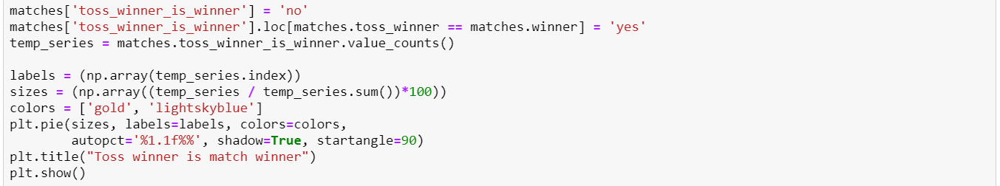 matches['toss_winner_is_winner'] = 'no'
matches['toss_winner_is_winner'].loc[matches.toss_winner == matches.winner] = 'yes'
temp_series = matches.toss_winner_is_winner.value_counts()

labels = (np.array(temp_series.index))
sizes = (np.array((temp_series / temp_series.sum())*100))
colors = ['gold', 'lightskyblue']
plt.pie(sizes, labels=labels, colors=colors,
        autopct='%1.1f%%', shadow=True, startangle=90)
plt.title("Toss winner is match winner")
plt.show()